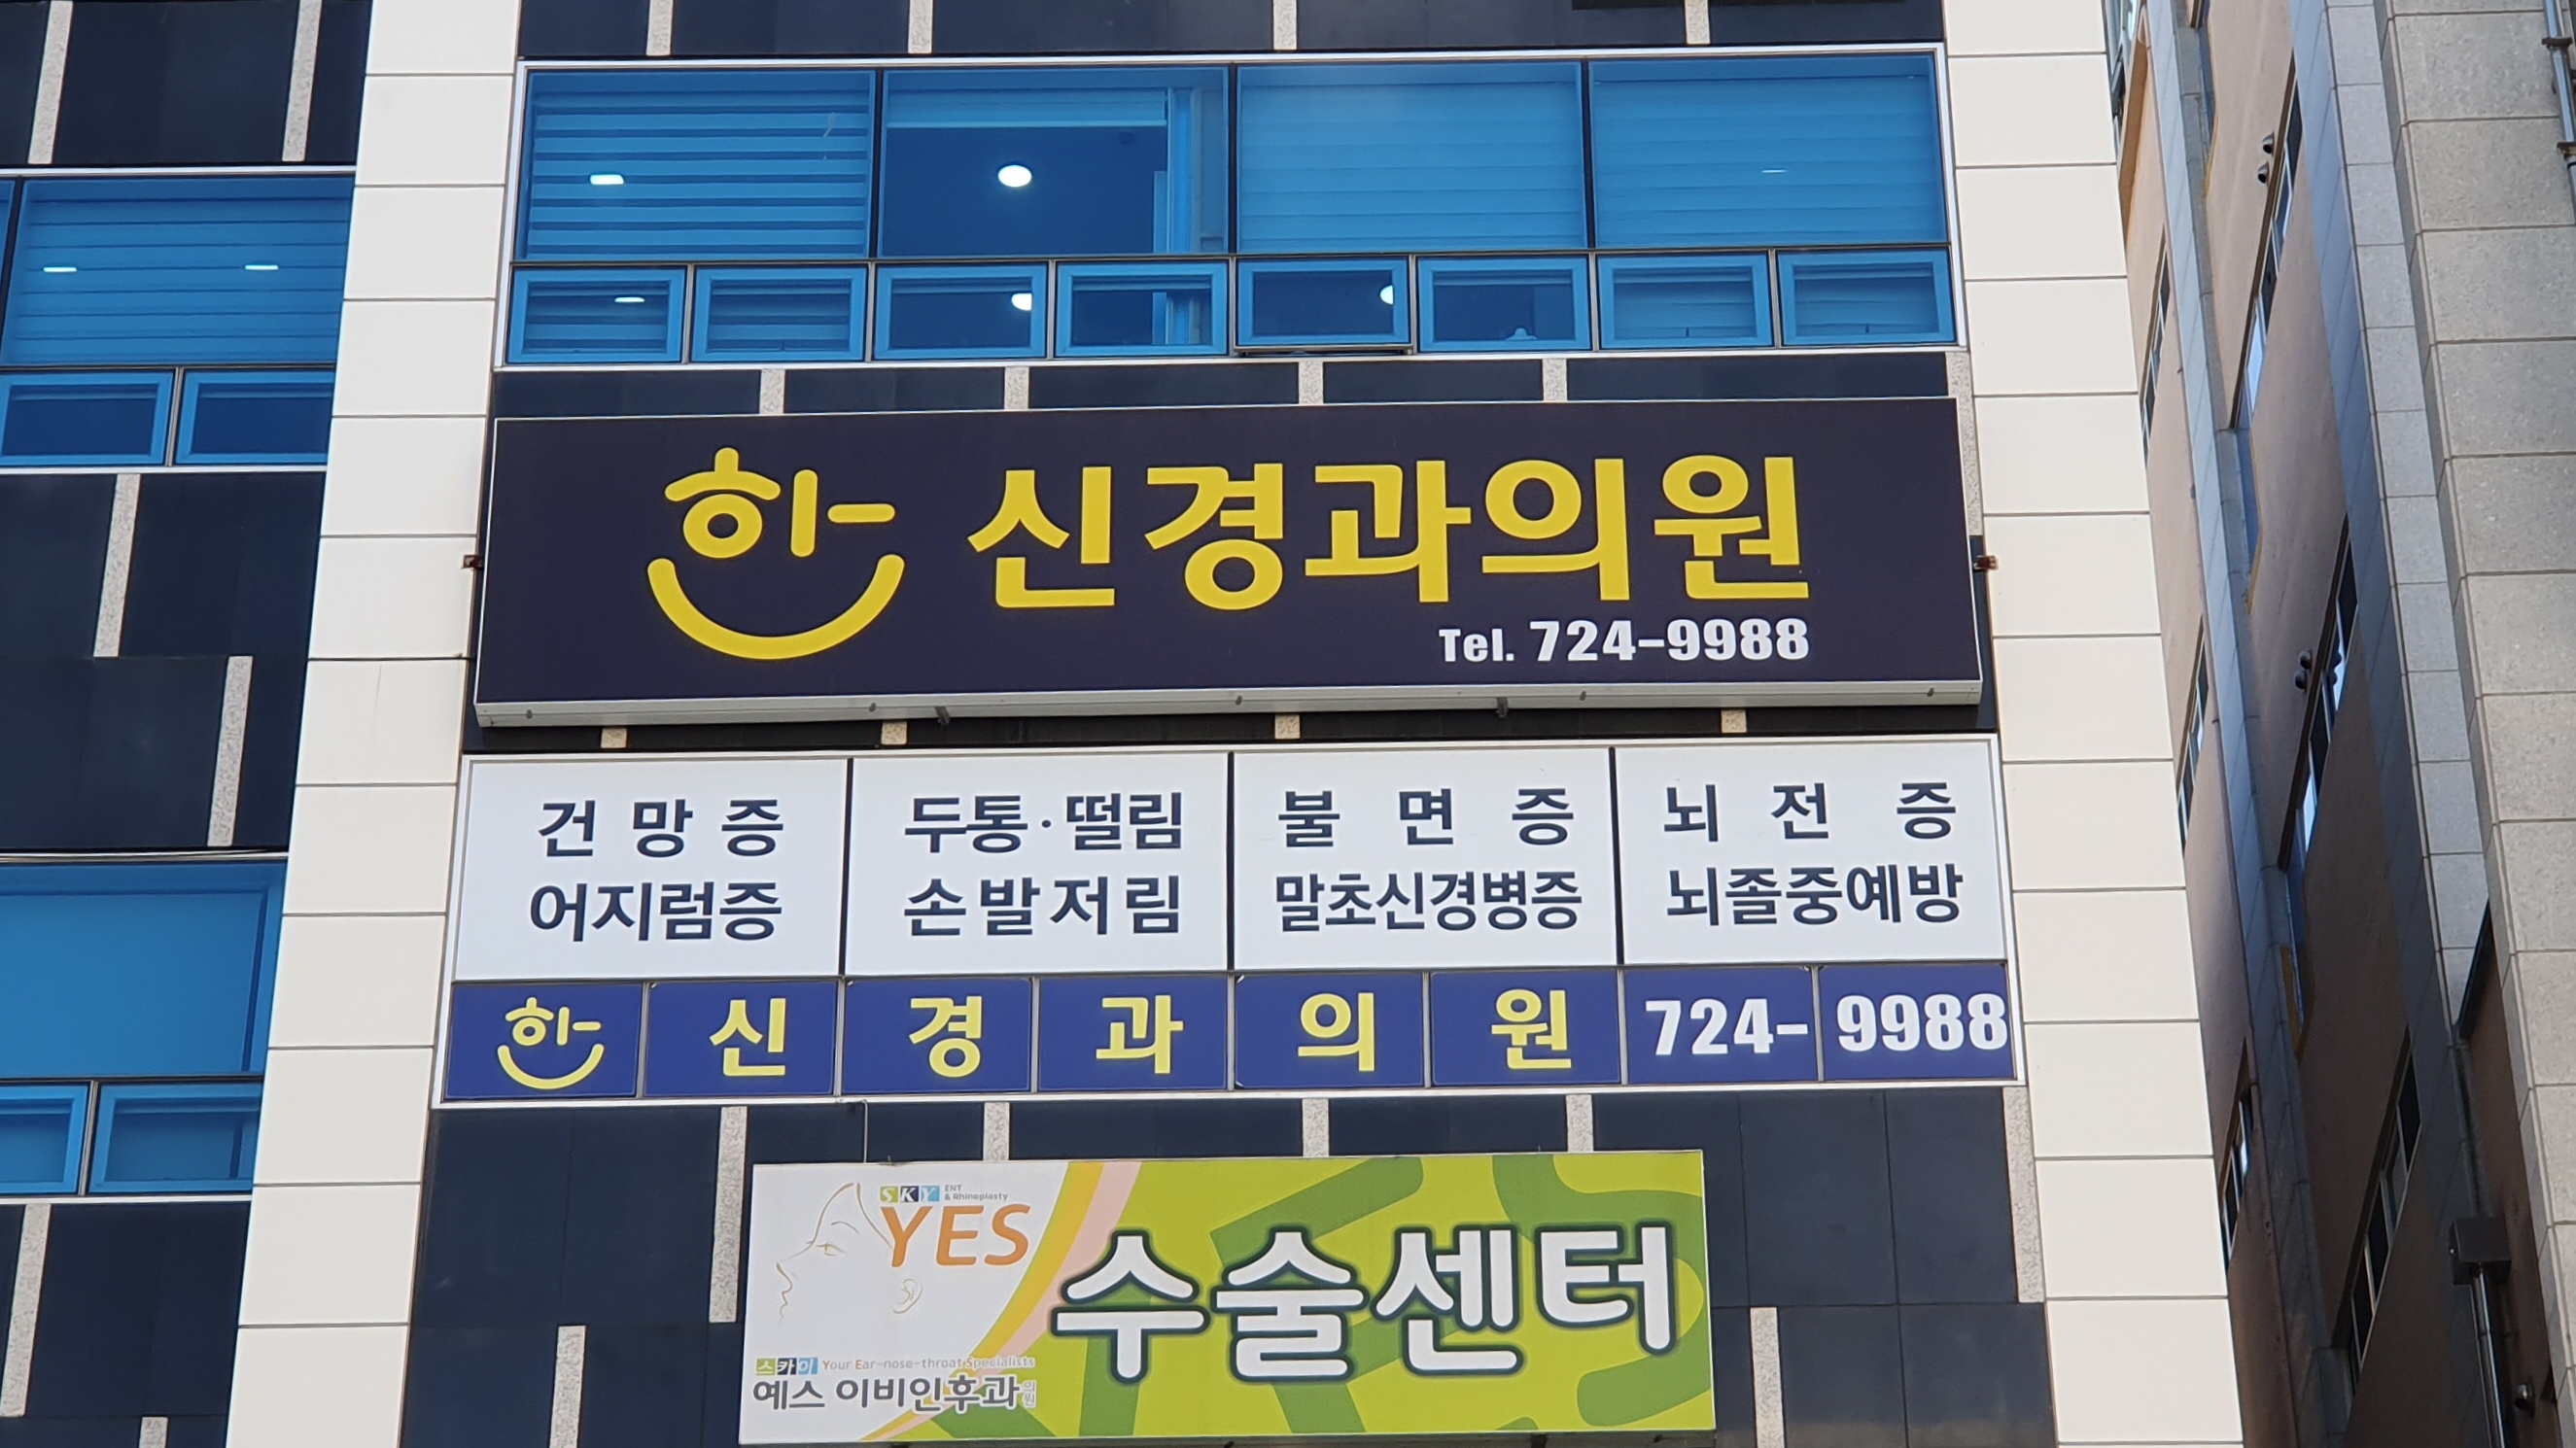 한 신경과의원
Tel. 724-9988
건망증
어지럼증
두통·떨림
손발저림
불면증
말초신경병증
뇌전증
뇌졸중예방
한 신경과의원 724-9988
SKY ENT & Rhinoplasty
YES
수술센터
스카이 Your Ear-nose-throat Specialists
예스 이비인후과의원